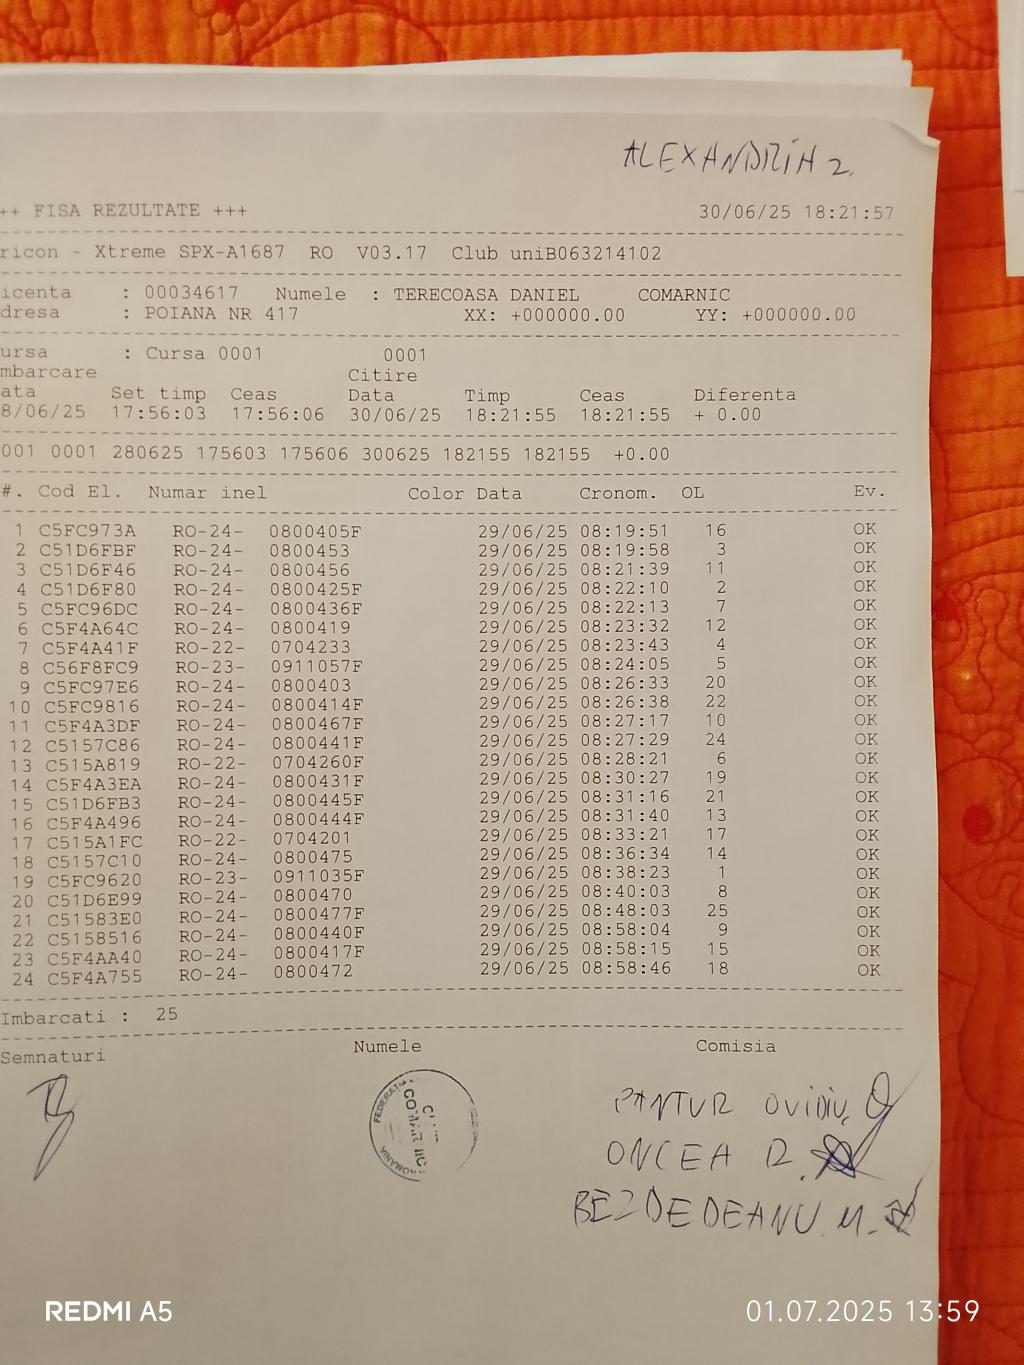 ALEXANDRIA 2.
++ FISA REZULTATE +++ 30/06/25 18:21:57
ricon - Xtreme SPX-A1687 RO V03.17 Club uniB063214102
icenta : 00034617 Numele : TERECOASA DANIEL COMARNIC
dresa : POIANA NR 417 XX: +000000.00 YY: +000000.00
ursa : Cursa 0001 0001
mbarcare Citire
ata Set timp Ceas Data Timp Ceas Diferenta
8/06/25 17:56:03 17:56:06 30/06/25 18:21:55 18:21:55 + 0.00
001 0001 280625 175603 175606 300625 182155 182155 +0.00
#. Cod El. Numar inel Color Data Cronom. OL Ev.
1 C5FC973A RO-24- 0800405F 29/06/25 08:19:51 16 OK
2 C51D6FBF RO-24- 0800453 29/06/25 08:19:58 3 OK
3 C51D6F46 RO-24- 0800456 29/06/25 08:21:39 11 OK
4 C51D6F80 RO-24- 0800425F 29/06/25 08:22:10 2 OK
5 C5FC96DC RO-24- 0800436F 29/06/25 08:22:13 7 OK
6 C5F4A64C RO-24- 0800419 29/06/25 08:23:32 12 OK
7 C5F4A41F RO-22- 0704233 29/06/25 08:23:43 4 OK
8 C56F8FC9 RO-23- 0911057F 29/06/25 08:24:05 5 OK
9 C5FC97E6 RO-24- 0800403 29/06/25 08:26:33 20 OK
10 C5FC9816 RO-24- 0800414F 29/06/25 08:26:38 22 OK
11 C5F4A3DF RO-24- 0800467F 29/06/25 08:27:17 10 OK
12 C5157C86 RO-24- 0800441F 29/06/25 08:27:29 24 OK
13 C515A819 RO-22- 0704260F 29/06/25 08:28:21 6 OK
14 C5F4A3EA RO-24- 0800431F 29/06/25 08:30:27 19 OK
15 C51D6FB3 RO-24- 0800445F 29/06/25 08:31:16 21 OK
16 C5F4A496 RO-24- 0800444F 29/06/25 08:31:40 13 OK
17 C515A1FC RO-22- 0704201 29/06/25 08:33:21 17 OK
18 C5157C10 RO-24- 0800475 29/06/25 08:36:34 14 OK
19 C5FC9620 RO-23- 0911035F 29/06/25 08:38:23 1 OK
20 C51D6E99 RO-24- 0800470 29/06/25 08:40:03 8 OK
21 C51583E0 RO-24- 0800477F 29/06/25 08:48:03 25 OK
22 C5158516 RO-24- 0800440F 29/06/25 08:58:04 9 OK
23 C5F4AA40 RO-24- 0800417F 29/06/25 08:58:15 15 OK
24 C5F4A755 RO-24- 0800472 29/06/25 08:58:46 18 OK
Imbarcati : 25
Semnaturi Numele Comisia
PANTUR OVIDIU
ONCEA R.
BEZDEDEANU M.
REDMI A5 01.07.2025 13:59